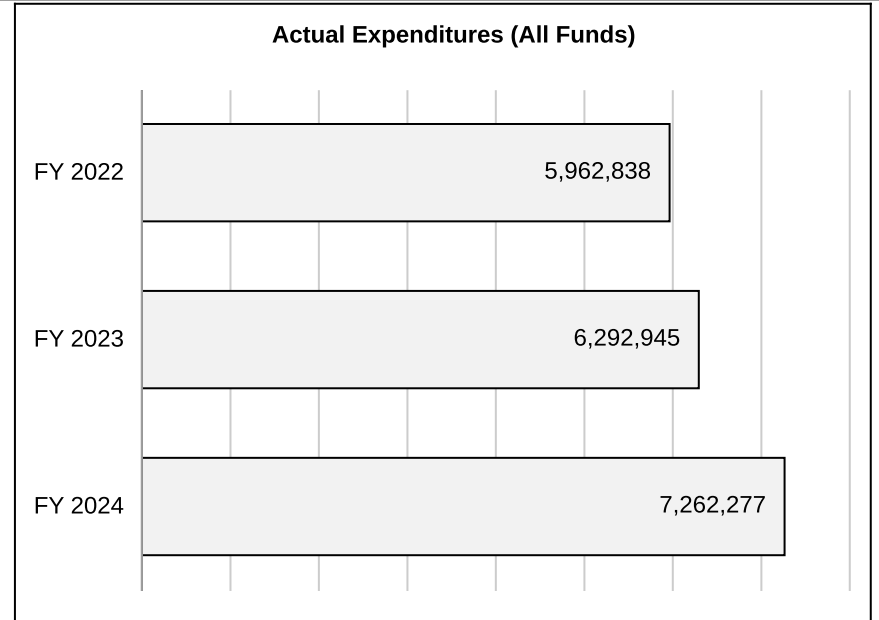 Actual Expenditures (All Funds)
FY 2022 5,962,838
FY 2023 6,292,945
FY 2024 7,262,277